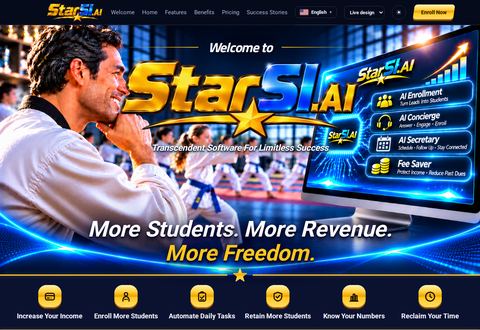 StarSI.AI
Welcome
Home
Features
Benefits
Pricing
Success Stories
English
Live design
Enroll Now
Welcome to
StarSI.AI
Transcendent Software For Limitless Success
StarSI.AI
StarSI.AI
AI Enrollment
Turn Leads into Students
AI Concierge
Answer • Engage • Enroll
AI Secretary
Schedule • Follow Up • Stay Connected
Fee Saver
Protect Income • Reduce Past Dues
More Students. More Revenue.
More Freedom.
Increase Your Income
Enroll More Students
Automate Daily Tasks
Retain More Students
Know Your Numbers
Reclaim Your Time